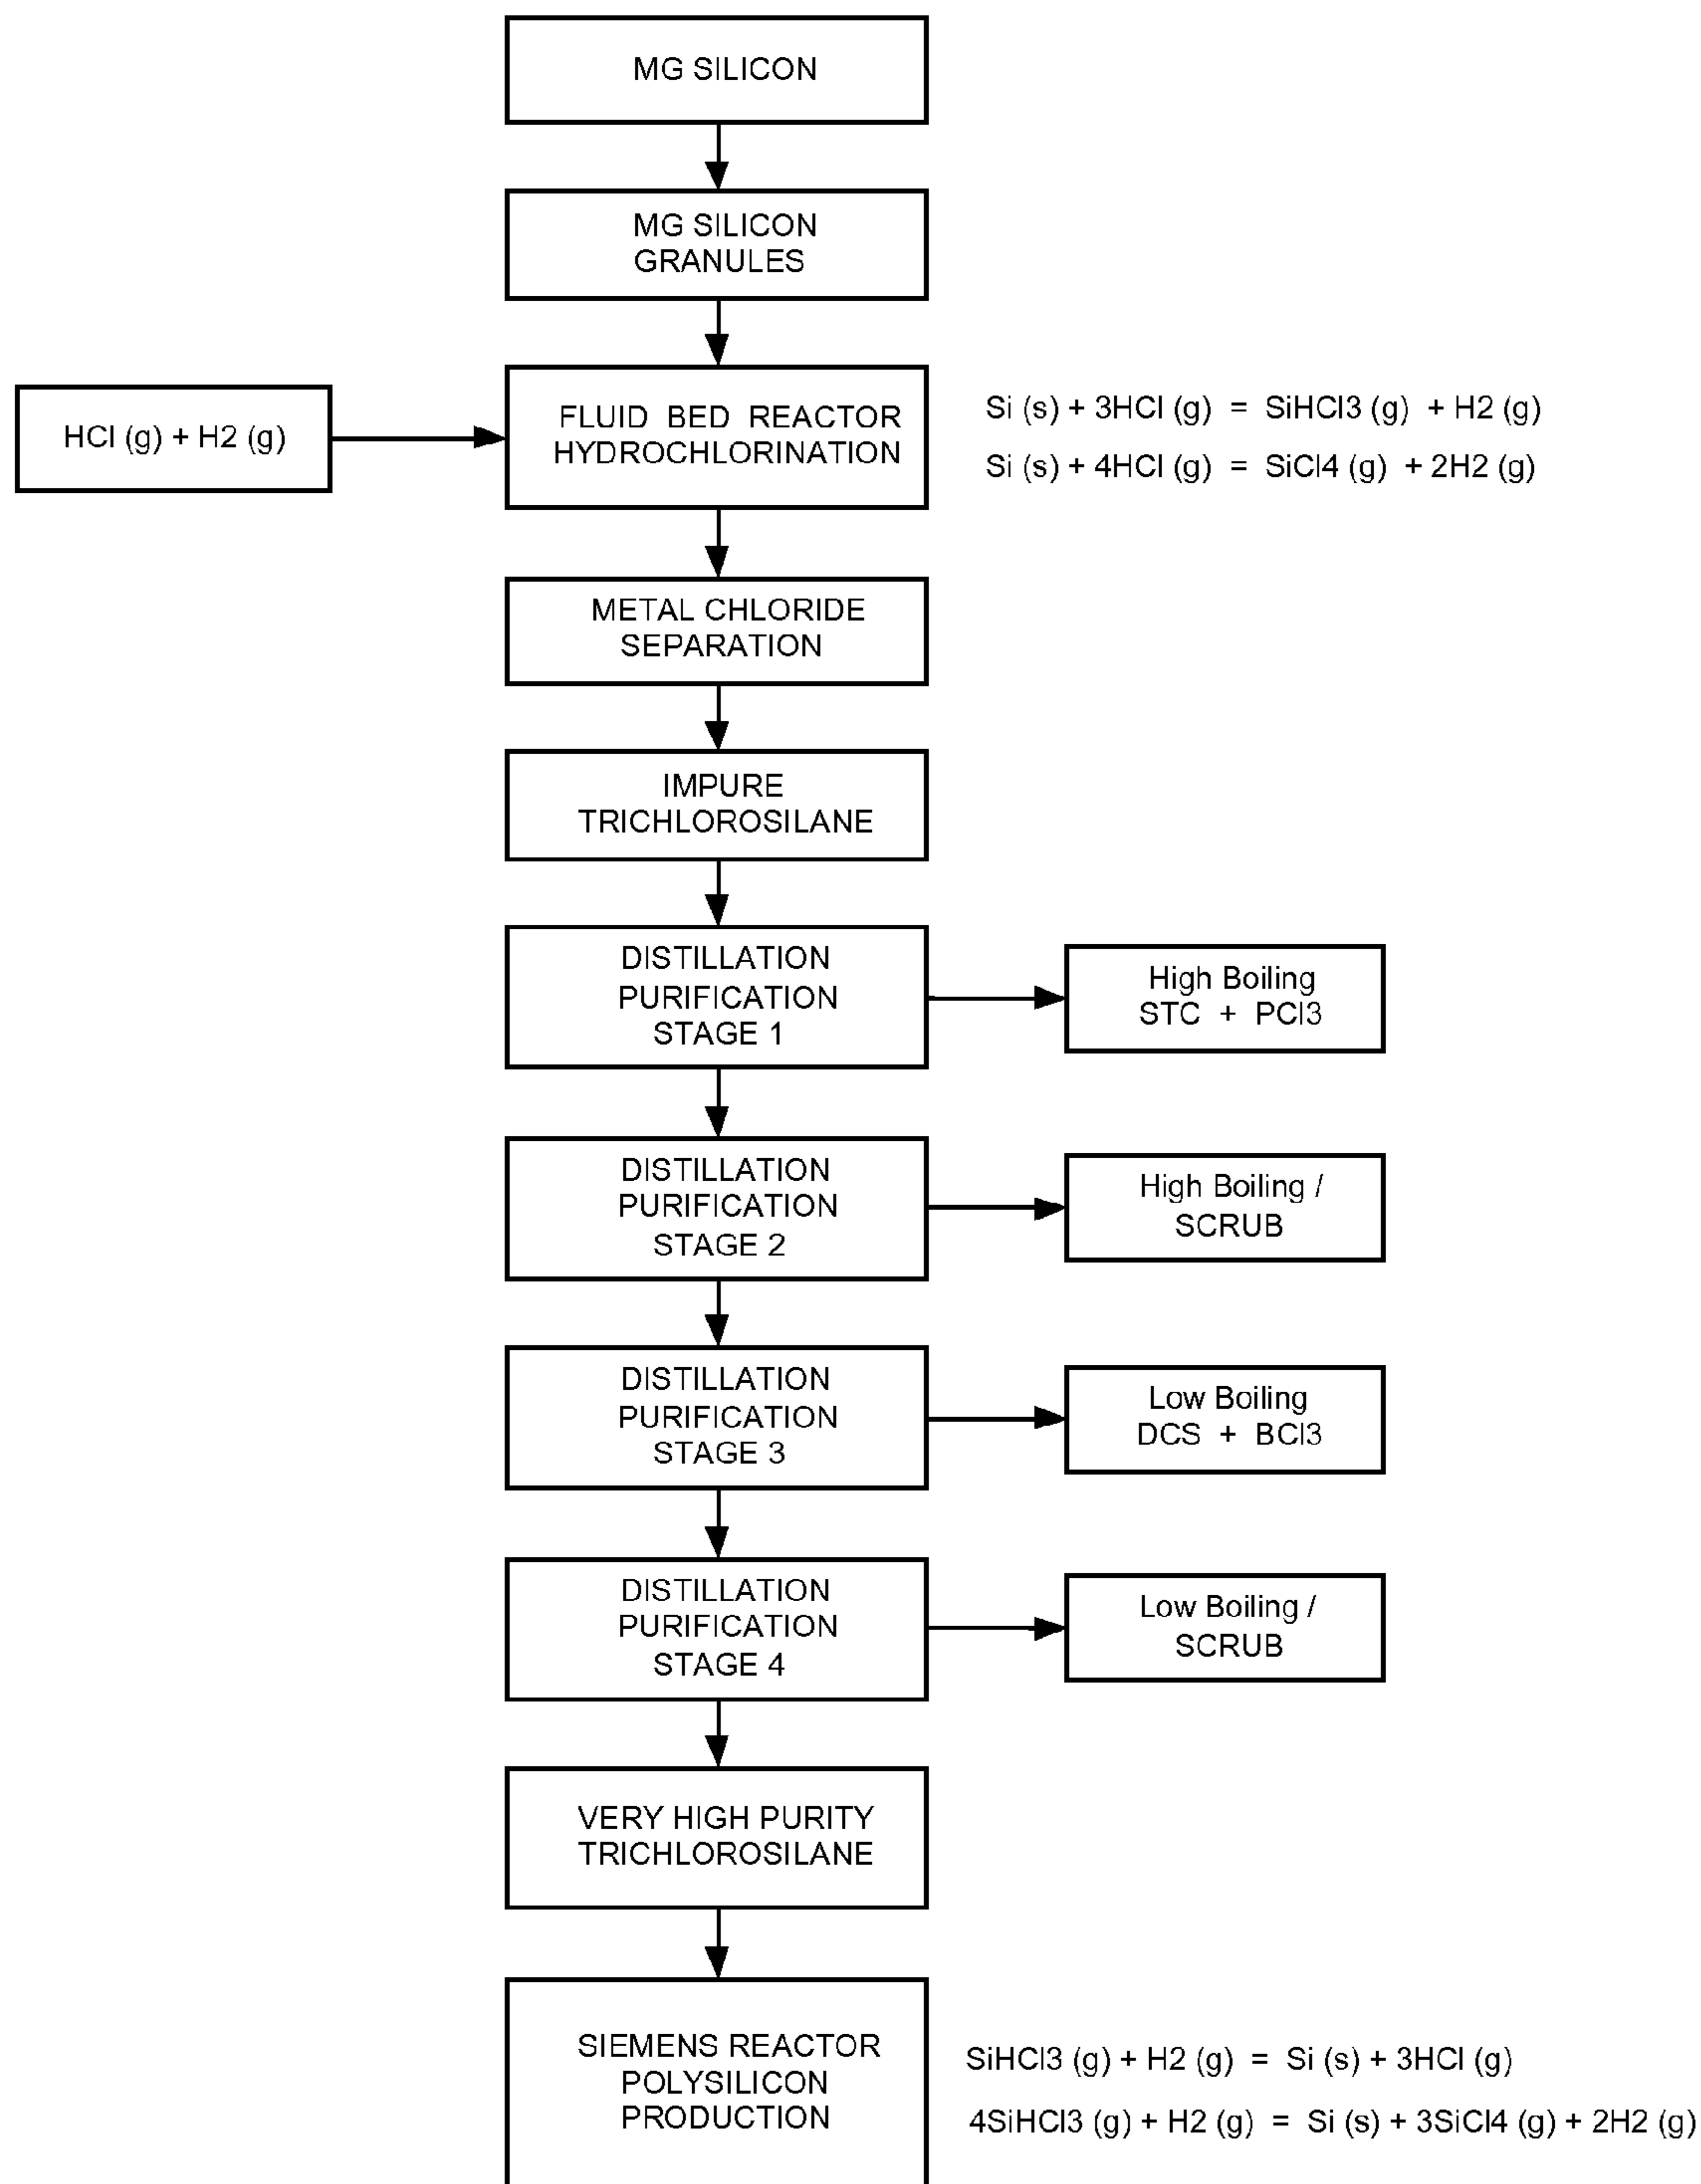 MG SILICON
MG SILICON
GRANULES
HCl (g) + H2 (g)
FLUID BED REACTOR
HYDROCHLORINATION
Si (s) + 3HCl (g) = SiHCl3 (g) + H2 (g)
Si (s) + 4HCl (g) = SiCl4 (g) + 2H2 (g)
METAL CHLORIDE
SEPARATION
IMPURE
TRICHLOROSILANE
DISTILLATION
PURIFICATION
STAGE 1
High Boiling
STC + PCl3
DISTILLATION
PURIFICATION
STAGE 2
High Boiling /
SCRUB
DISTILLATION
PURIFICATION
STAGE 3
Low Boiling
DCS + BCl3
DISTILLATION
PURIFICATION
STAGE 4
Low Boiling /
SCRUB
VERY HIGH PURITY
TRICHLOROSILANE
SIEMENS REACTOR
POLYSILICON
PRODUCTION
SiHCl3 (g) + H2 (g) = Si (s) + 3HCl (g)
4SiHCl3 (g) + H2 (g) = Si (s) + 3SiCl4 (g) + 2H2 (g)